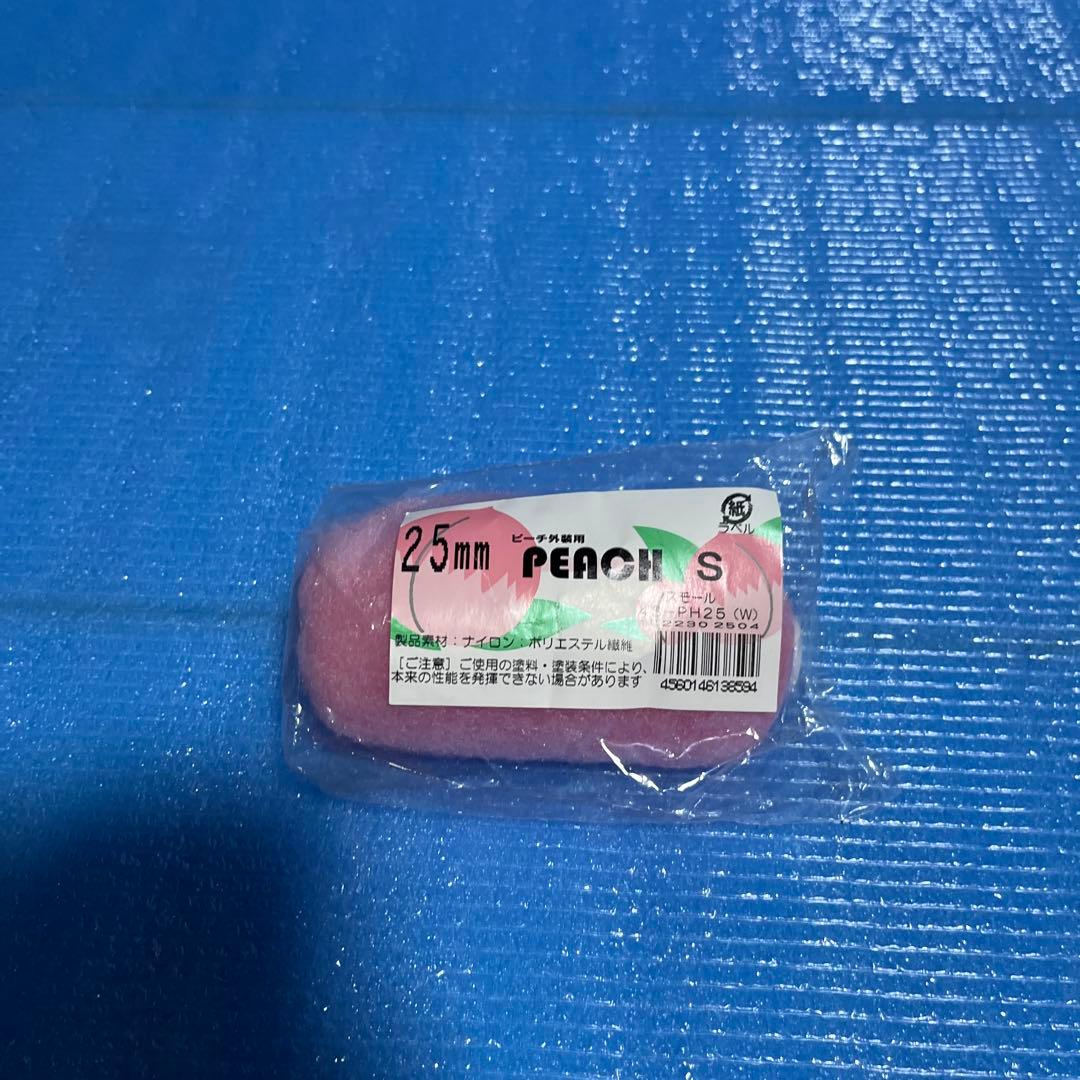 25mm
ピーチ外装用
PEACH S
紙
ラベル
スモール
4S-PH25 (W)
2230 2504
製品素材：ナイロン：ポリエステル繊維
［ご注意］ご使用の塗料・塗装条件により、
本来の性能を発揮できない場合があります
4560146138594